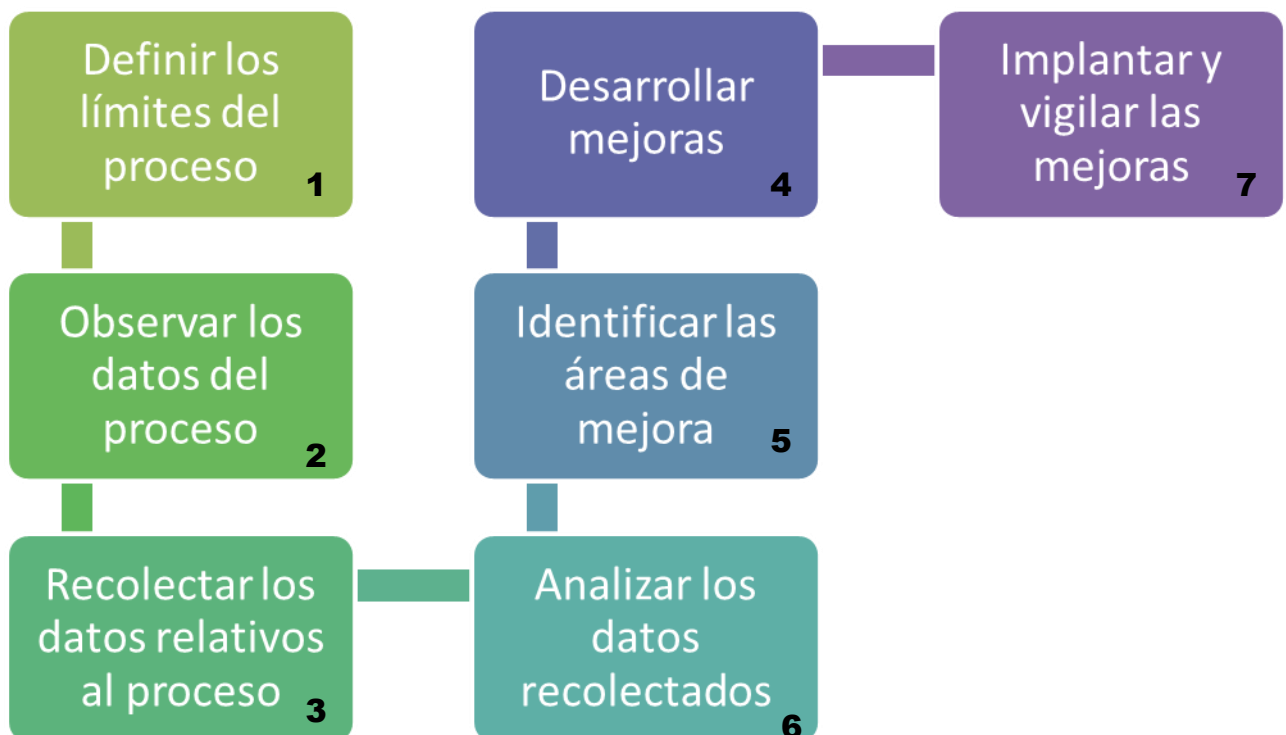 Definir los
límites del
proceso
1
Observar los
datos del
proceso
2
Recolectar los
datos relativos
al proceso
3
Desarrollar
mejoras
4
Identificar las
áreas de
mejora
5
Analizar los
datos
recolectados
6
Implantar y
vigilar las
mejoras
7